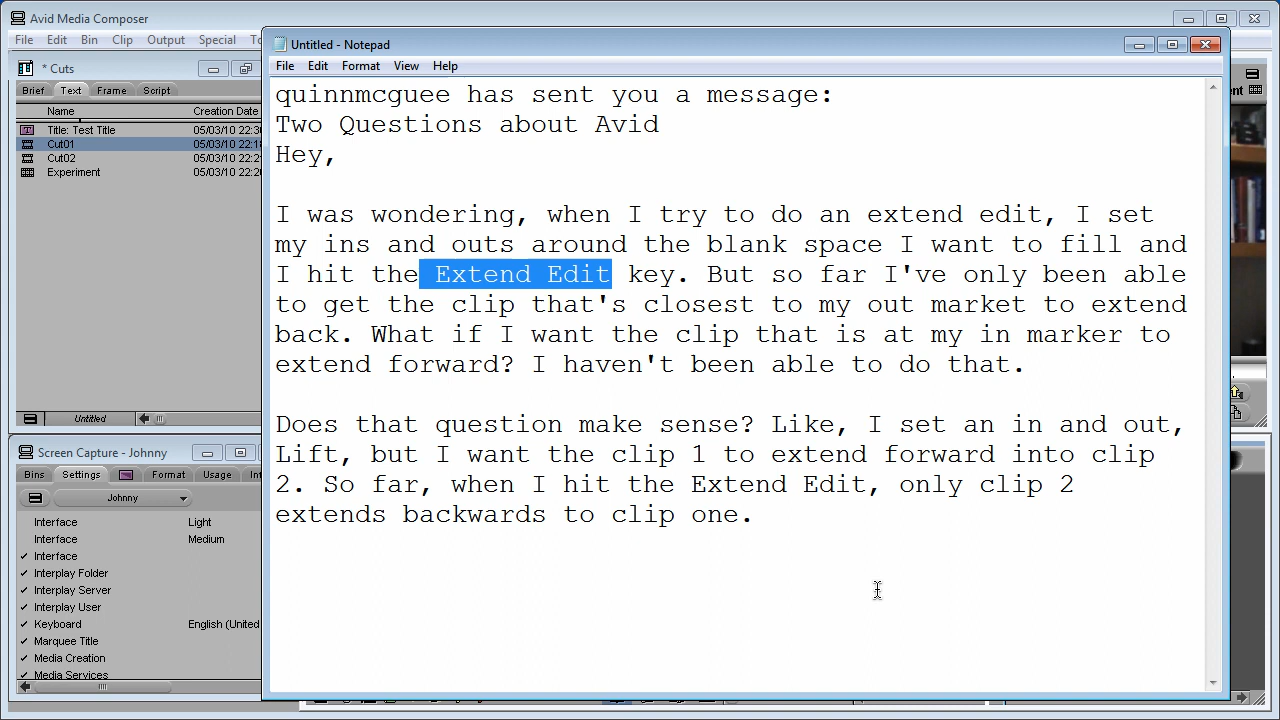 Avid Media Composer
File Edit Bin Clip Output Special
* Cuts
Brief Text Frame Script
Name Creation Date
Title: Test Title 05/03/10 22:3
Cut01 05/03/10 22:1
Cut02 05/03/10 22:2
Experiment 05/03/10 22:2
Untitled
Screen Capture - Johnny
Bins Settings Format Usage
Johnny
Interface Light
Interface Medium
Interface
Interplay Folder
Interplay Server
Interplay User
Keyboard English (United
Marquee Title
Media Creation
Media Services
Untitled - Notepad
File Edit Format View Help
quinnmcguee has sent you a message:
Two Questions about Avid
Hey,
I was wondering, when I try to do an extend edit, I set
my ins and outs around the blank space I want to fill and
I hit the Extend Edit key. But so far I've only been able
to get the clip that's closest to my out market to extend
back. What if I want the clip that is at my in marker to
extend forward? I haven't been able to do that.
Does that question make sense? Like, I set an in and out,
Lift, but I want the clip 1 to extend forward into clip
2. So far, when I hit the Extend Edit, only clip 2
extends backwards to clip one.